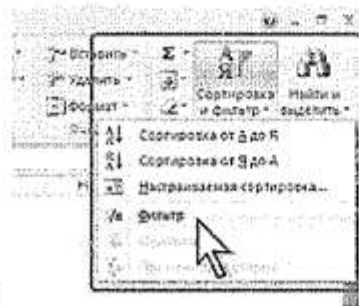 Вставить Σ
Удалить Сортировка Найти и
Формат и фильтр выделить
Сортировка от А до Я
Сортировка от Я до А
Настраиваемая сортировка...
Фильтр